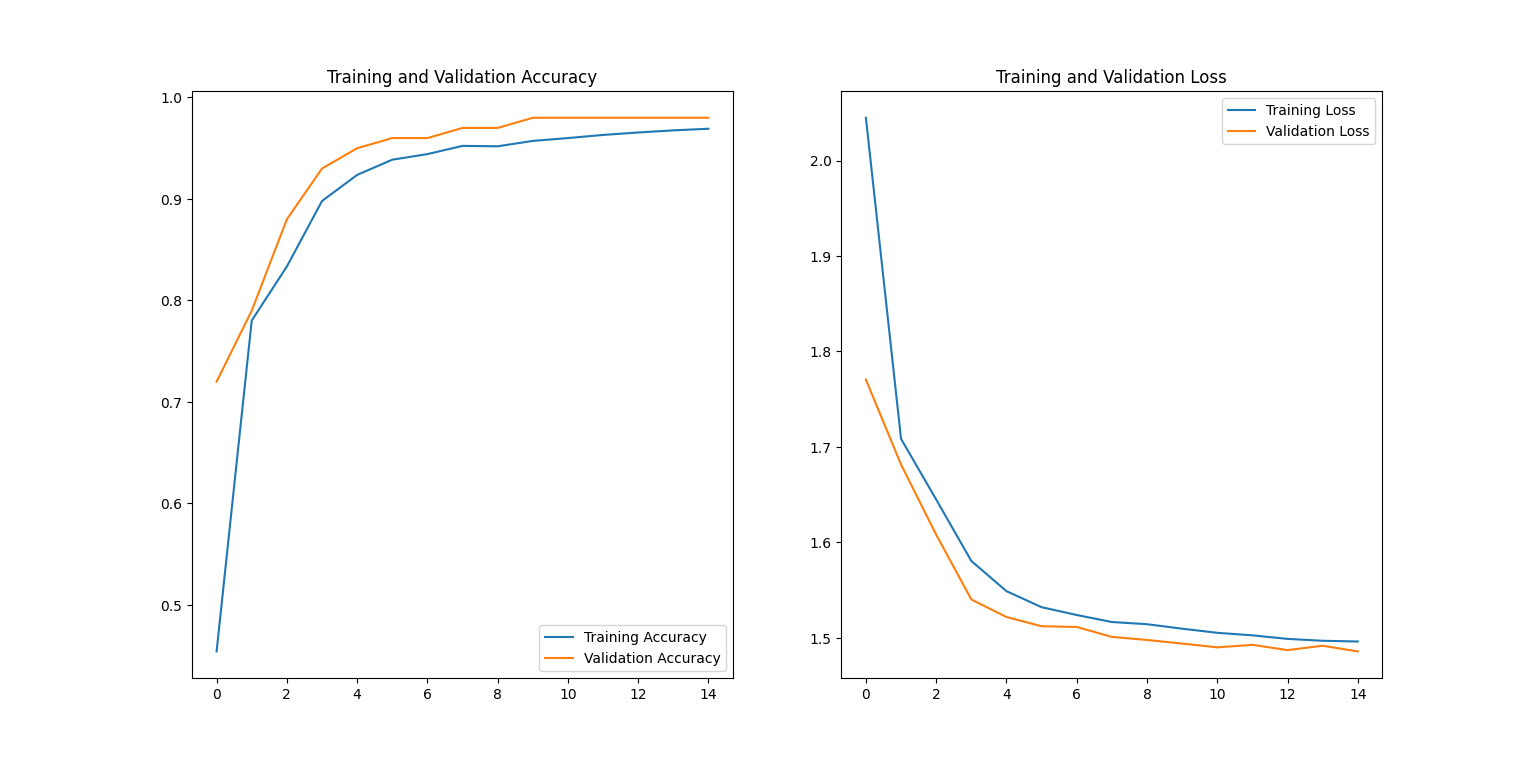 Training and Validation Accuracy
1.0
0.9
0.8
0.7
0.6
0.5
Training Accuracy
Validation Accuracy
0 2 4 6 8 10 12 14
Training and Validation Loss
Training Loss
Validation Loss
2.0
1.9
1.8
1.7
1.6
1.5
0 2 4 6 8 10 12 14